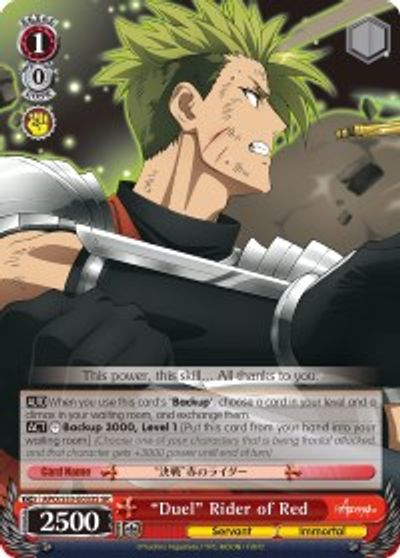 1
0
This power, this skill... All thanks to you.
AUTO When you use this card's "Backup", choose a card in your level and a
climax in your waiting room, and exchange them.
ACT Backup 3000, Level 1 [Put this card from your hand into your
waiting room] (Choose one of your characters that is being frontal attacked,
and that character gets +3000 power until end of turn)
Card Name "決戦"赤のライダー
2500
"Duel" Rider of Red
Servant Immortal